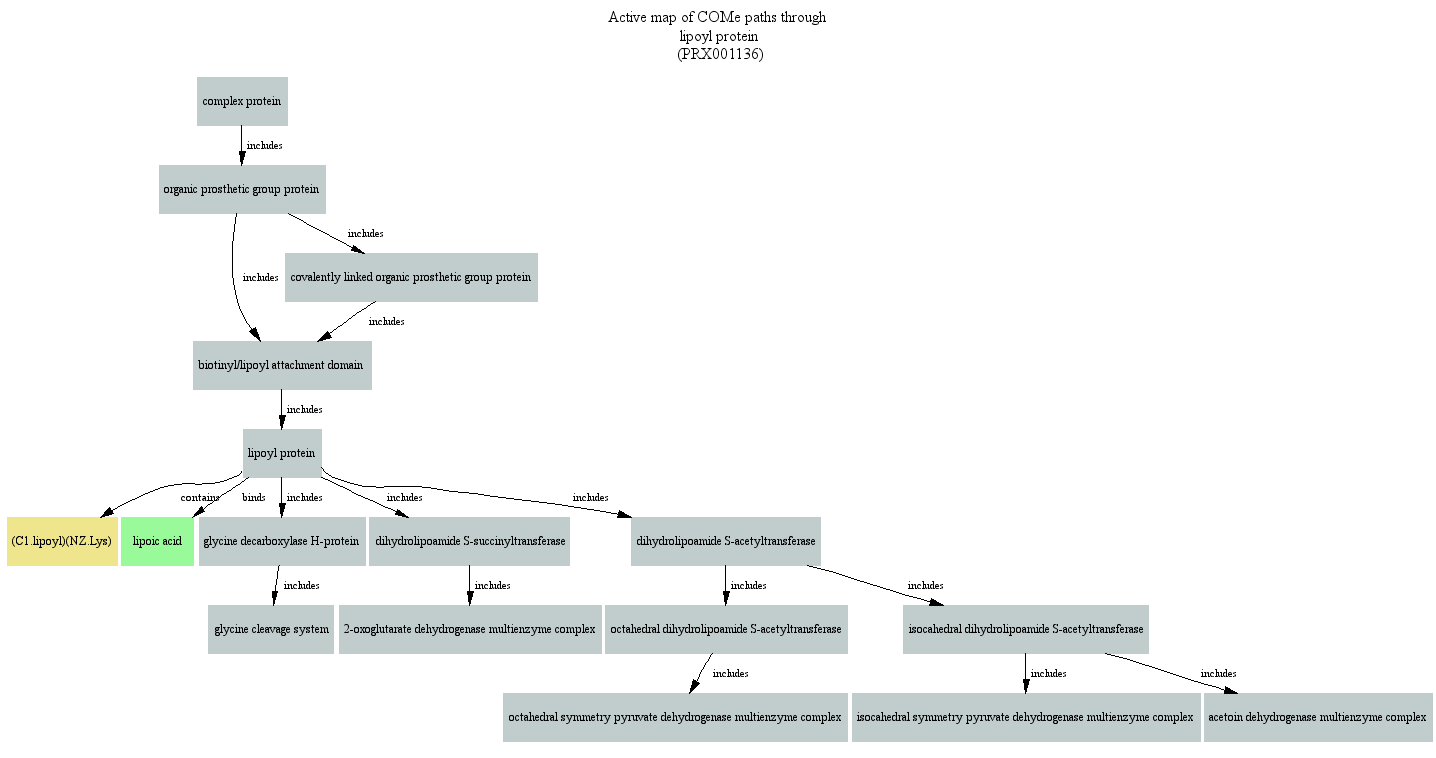 Active map of COMe paths through
lipoyl protein
(PRX001136)
complex protein
includes
organic prosthetic group protein
includes
includes
covalently linked organic prosthetic group protein
includes
biotinyl/lipoyl attachment domain
includes
lipoyl protein
contains
binds
includes
includes
includes
(C1.lipoyl)(NZ.Lys)
lipoic acid
glycine decarboxylase H-protein
dihydrolipoamide S-succinyltransferase
dihydrolipoamide S-acetyltransferase
includes
includes
includes
includes
glycine cleavage system
2-oxoglutarate dehydrogenase multienzyme complex
octahedral dihydrolipoamide S-acetyltransferase
isocahedral dihydrolipoamide S-acetyltransferase
includes
includes
includes
octahedral symmetry pyruvate dehydrogenase multienzyme complex
isocahedral symmetry pyruvate dehydrogenase multienzyme complex
acetoin dehydrogenase multienzyme complex